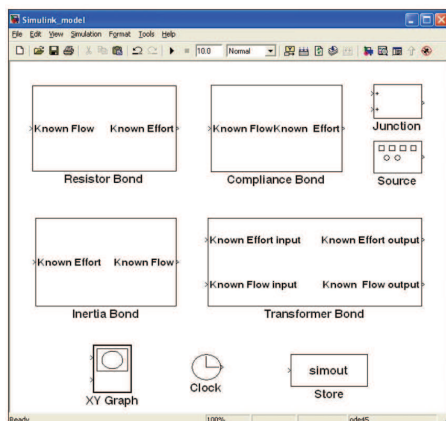 Simulink_model
File Edit View Simulation Format Tools Help
10.0 Normal
Known Flow Known Effort
Resistor Bond
Known Flow Known Effort
Compliance Bond
Junction
Source
Known Effort Known Flow
Inertia Bond
Known Effort input Known Effort output
Known Flow input Known Flow output
Transformer Bond
XY Graph
Clock
simout
Store
Ready 100% ode45